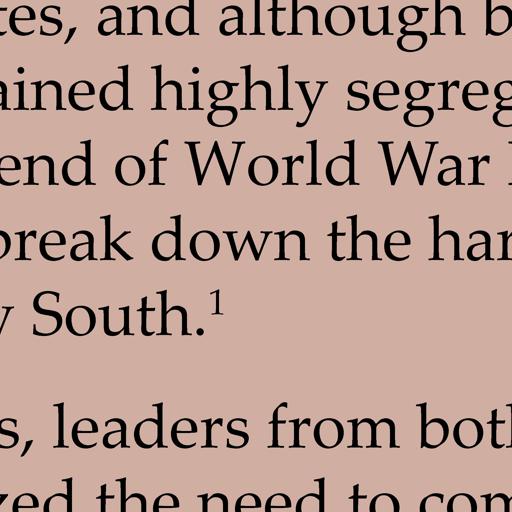 tes, and although b
ained highly segreg
end of World War I
break down the har
y South.¹
s, leaders from both
zed the need to com